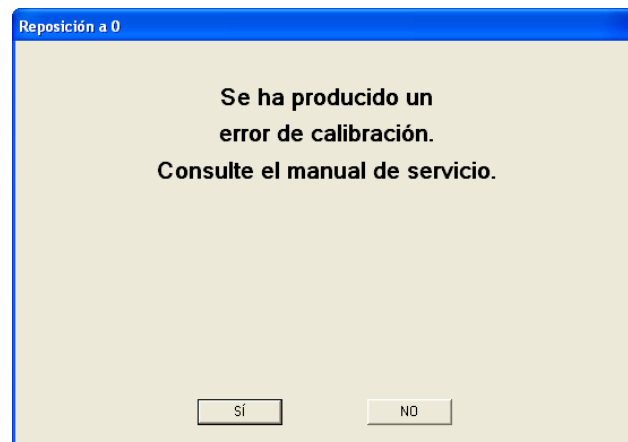 Reposición a 0
Se ha producido un
error de calibración.
Consulte el manual de servicio.
SÍ
NO